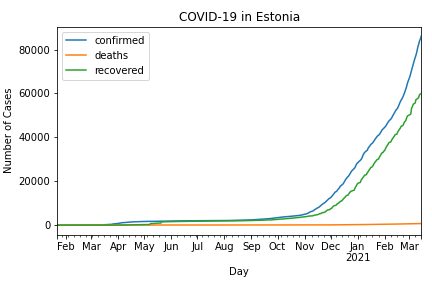 COVID-19 in Estonia
confirmed
deaths
recovered
Number of Cases
80000
60000
40000
20000
0
Feb Mar Apr May Jun Jul Aug Sep Oct Nov Dec Jan Feb Mar
2021
Day